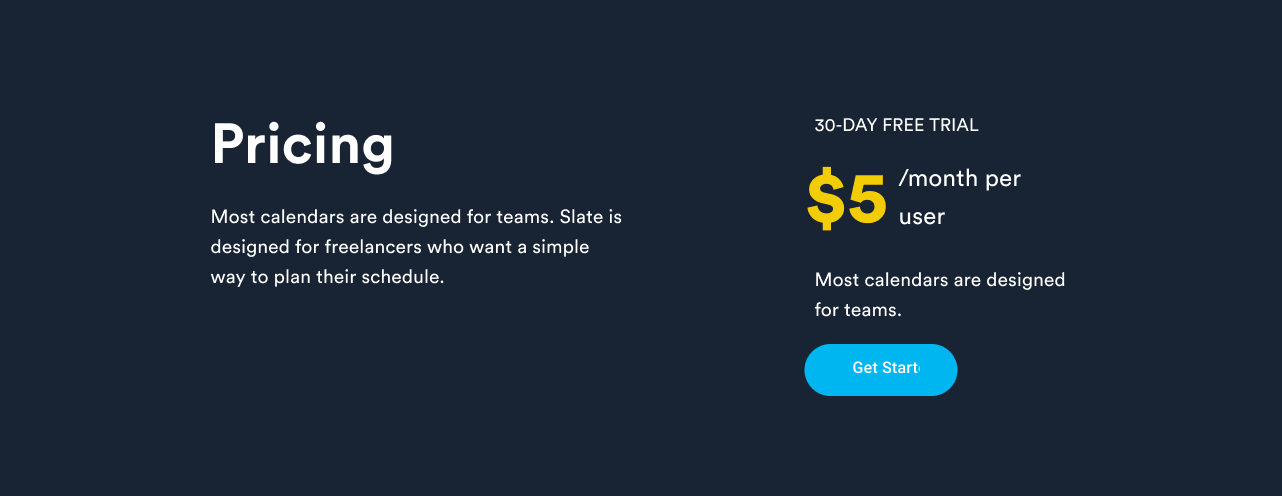 Pricing
Most calendars are designed for teams. Slate is
designed for freelancers who want a simple
way to plan their schedule.
30-DAY FREE TRIAL
$5 /month per
user
Most calendars are designed
for teams.
Get Start